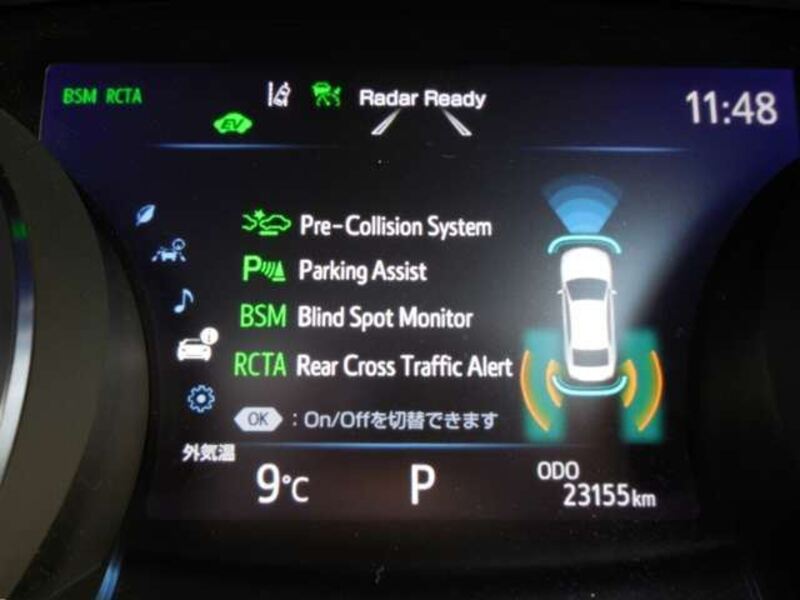 BSM RCTA
EV
Radar Ready
11:48
Pre-Collision System
P Parking Assist
BSM Blind Spot Monitor
RCTA Rear Cross Traffic Alert
OK : On/Offを切替できます
外気温
9℃
P
ODO
23155km